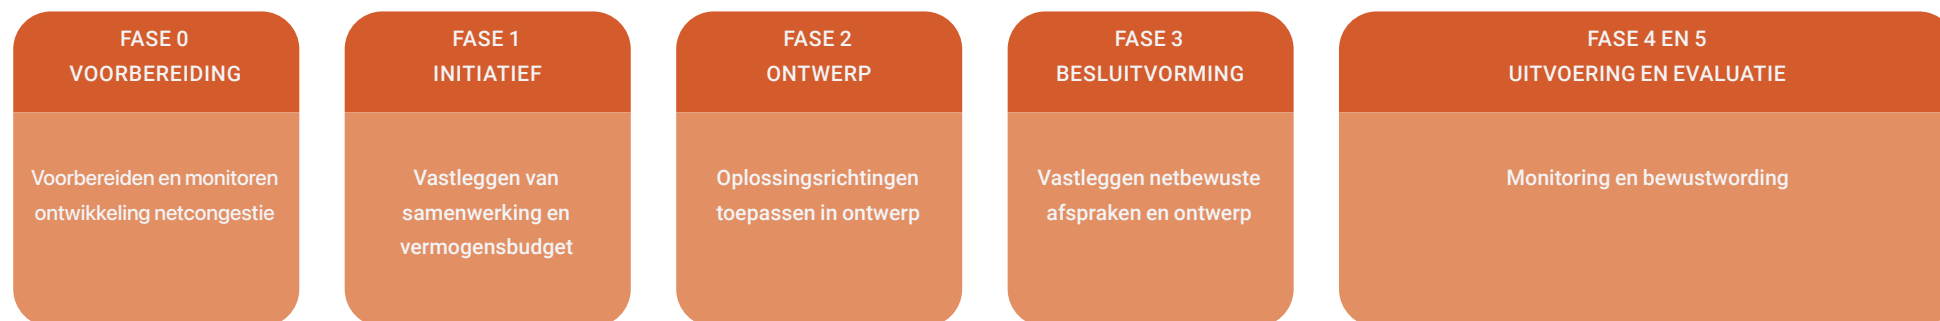 FASE 0
VOORBEREIDING
Voorbereiden en monitoren
ontwikkeling netcongestie
FASE 1
INITIATIEF
Vastleggen van
samenwerking en
vermogensbudget
FASE 2
ONTWERP
Oplossingsrichtingen
toepassen in ontwerp
FASE 3
BESLUITVORMING
Vastleggen netbewuste
afspraken en ontwerp
FASE 4 EN 5
UITVOERING EN EVALUATIE
Monitoring en bewustwording